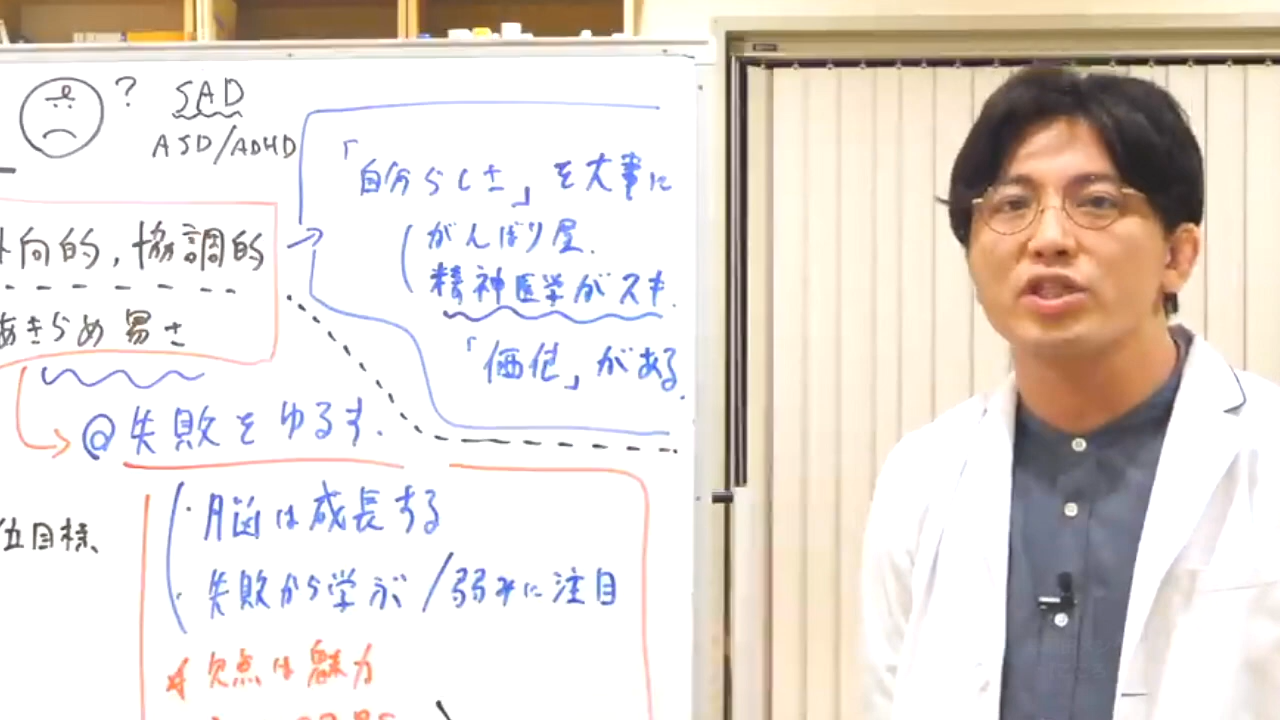 ? SAD
ASD/ADHD
「自分らしさ」を大事に
がんばり屋.
精神医学がスキ.
「価値」がある.
外向的, 協調的
あきらめ易さ
@失敗をゆるす.
・脳は成長する
・失敗から学ぶ/弱みに注目
位目標
*欠点は魅力